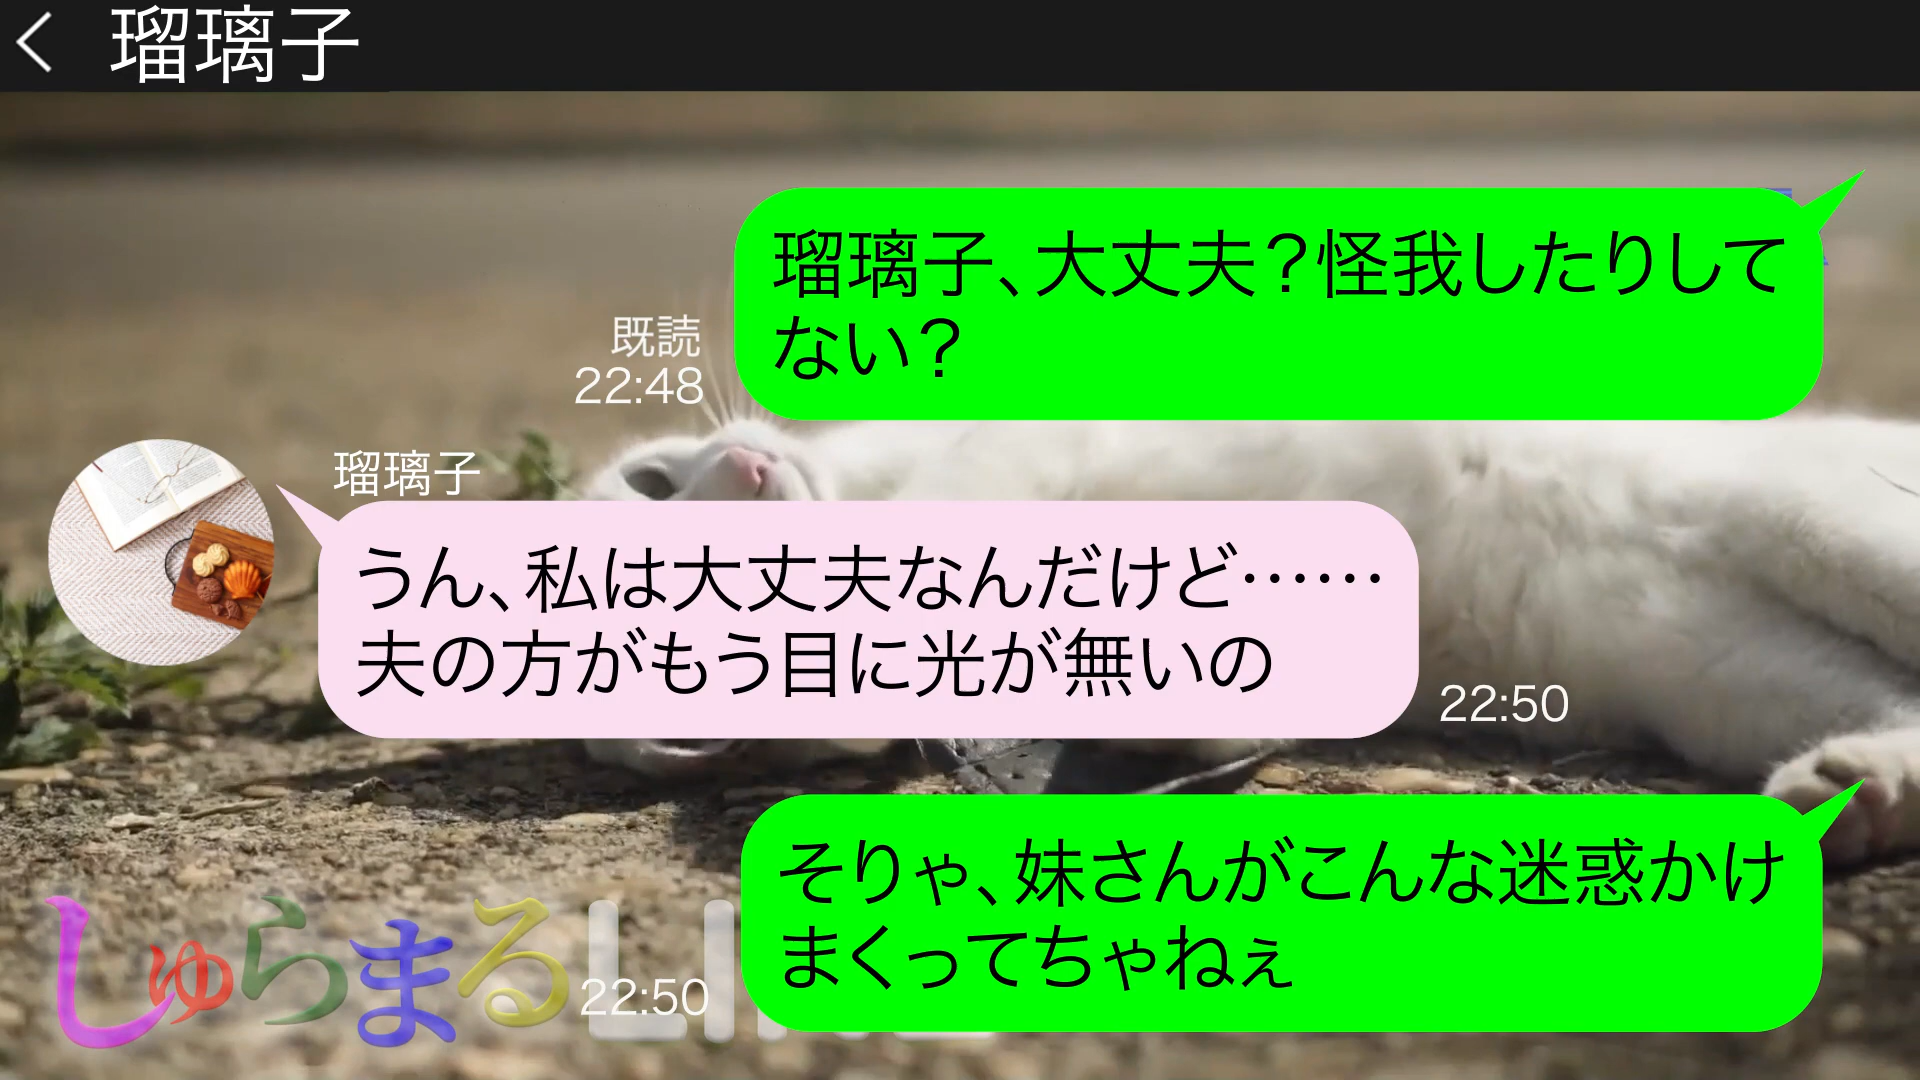 瑠璃子
瑠璃子、大丈夫？怪我したりして
ない？
既読
22:48
瑠璃子
うん、私は大丈夫なんだけど……
夫の方がもう目に光が無いの
22:50
そりゃ、妹さんがこんな迷惑かけ
まくってちゃねぇ
22:50
しゅらまる